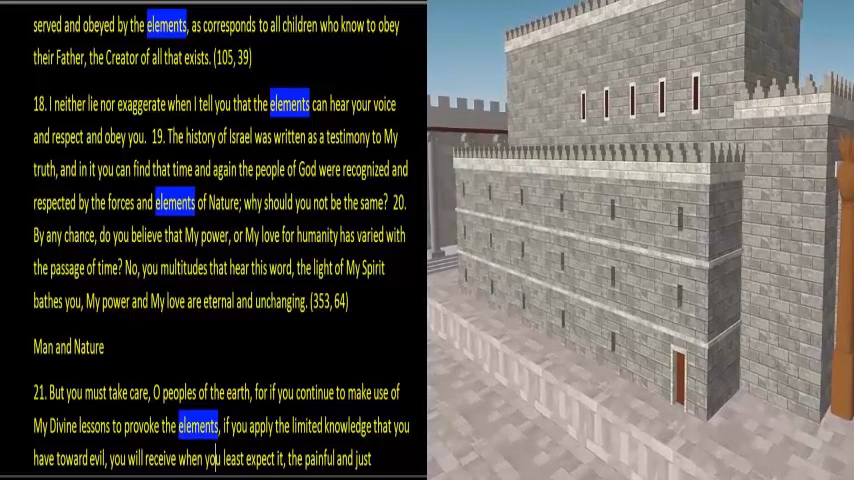 served and obeyed by the elements, as corresponds to all children who know to obey
their Father, the Creator of all that exists. (105, 39)
18. I neither lie nor exaggerate when I tell you that the elements can hear your voice
and respect and obey you.  19. The history of Israel was written as a testimony to My
truth, and in it you can find that time and again the people of God were recognized and
respected by the forces and elements of Nature; why should you not be the same?  20.
By any chance, do you believe that My power, or My love for humanity has varied with
the passage of time? No, you multitudes that hear this word, the light of My Spirit
bathes you, My power and My love are eternal and unchanging. (353, 64)
Man and Nature
21. But you must take care, O peoples of the earth, for if you continue to make use of
My Divine lessons to provoke the elements, if you apply the limited knowledge that you
have toward evil, you will receive when you least expect it, the painful and just